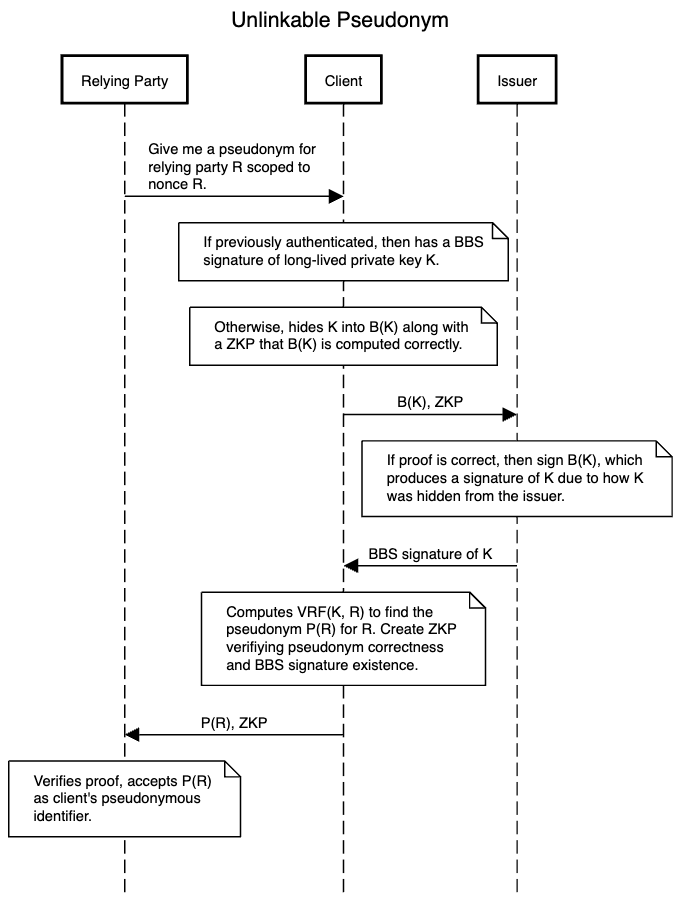 Unlinkable Pseudonym
Relying Party
Client
Issuer
Give me a pseudonym for
relying party R scoped to
nonce R.
If previously authenticated, then has a BBS
signature of long-lived private key K.
Otherwise, hides K into B(K) along with
a ZKP that B(K) is computed correctly.
B(K), ZKP
If proof is correct, then sign B(K), which
produces a signature of K due to how K
was hidden from the issuer.
BBS signature of K
Computes VRF(K, R) to find the
pseudonym P(R) for R. Create ZKP
verifiying pseudonym correctness
and BBS signature existence.
P(R), ZKP
Verifies proof, accepts P(R)
as client's pseudonymous
identifier.